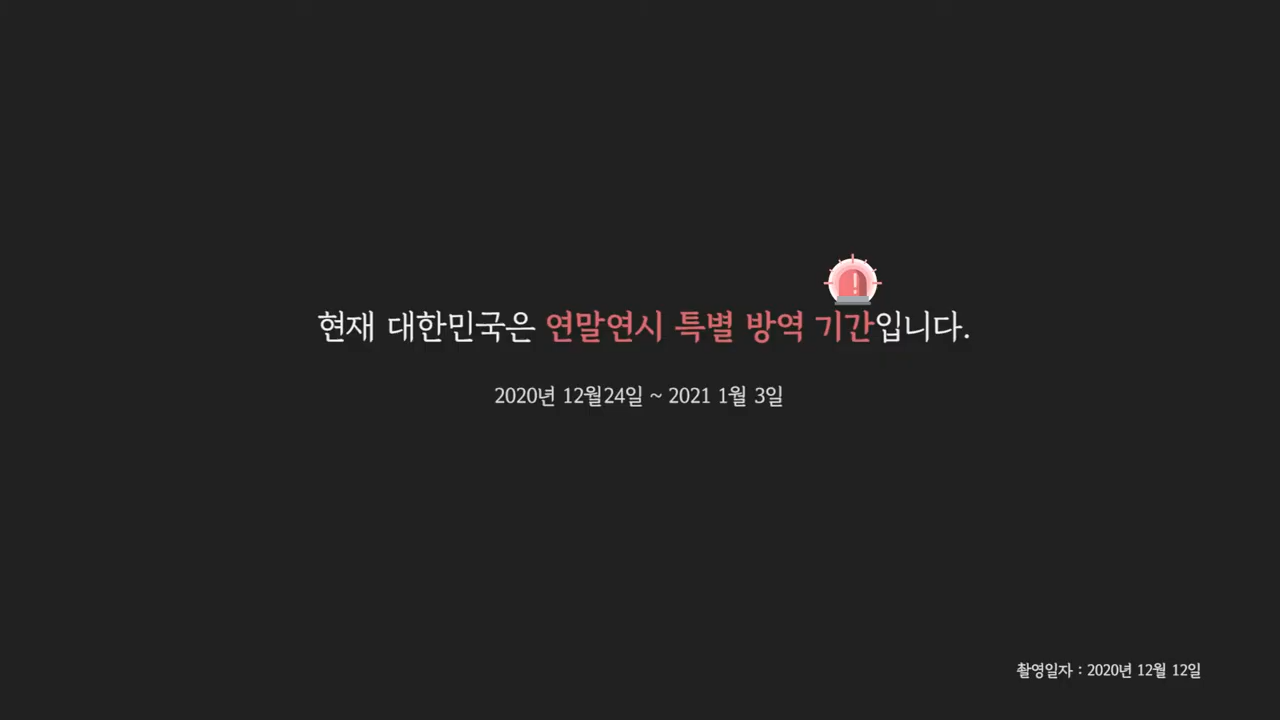 현재 대한민국은 연말연시 특별 방역 기간입니다.
2020년 12월24일 ~ 2021 1월 3일
촬영일자 : 2020년 12월 12일